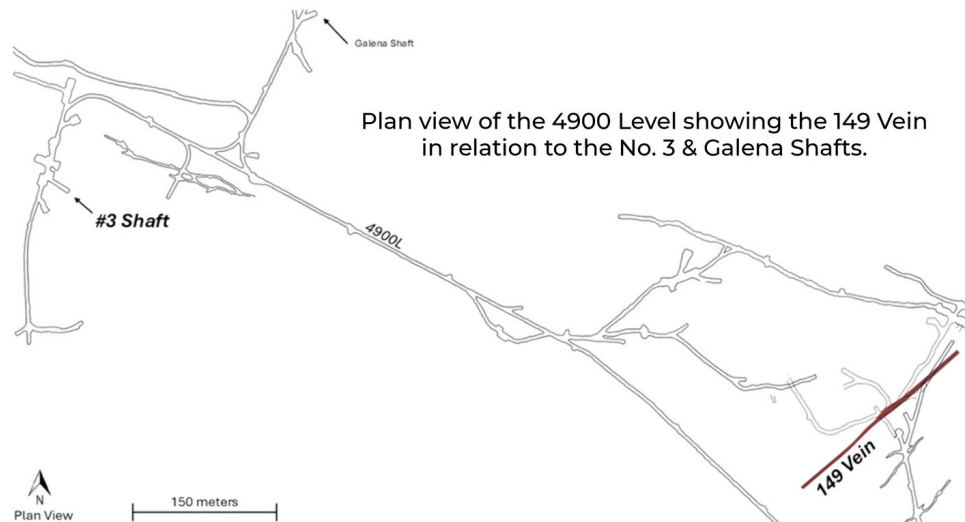 Galena Shaft
Plan view of the 4900 Level showing the 149 Vein
in relation to the No. 3 & Galena Shafts.
#3 Shaft
4900L
149 Vein
N
Plan View
150 meters